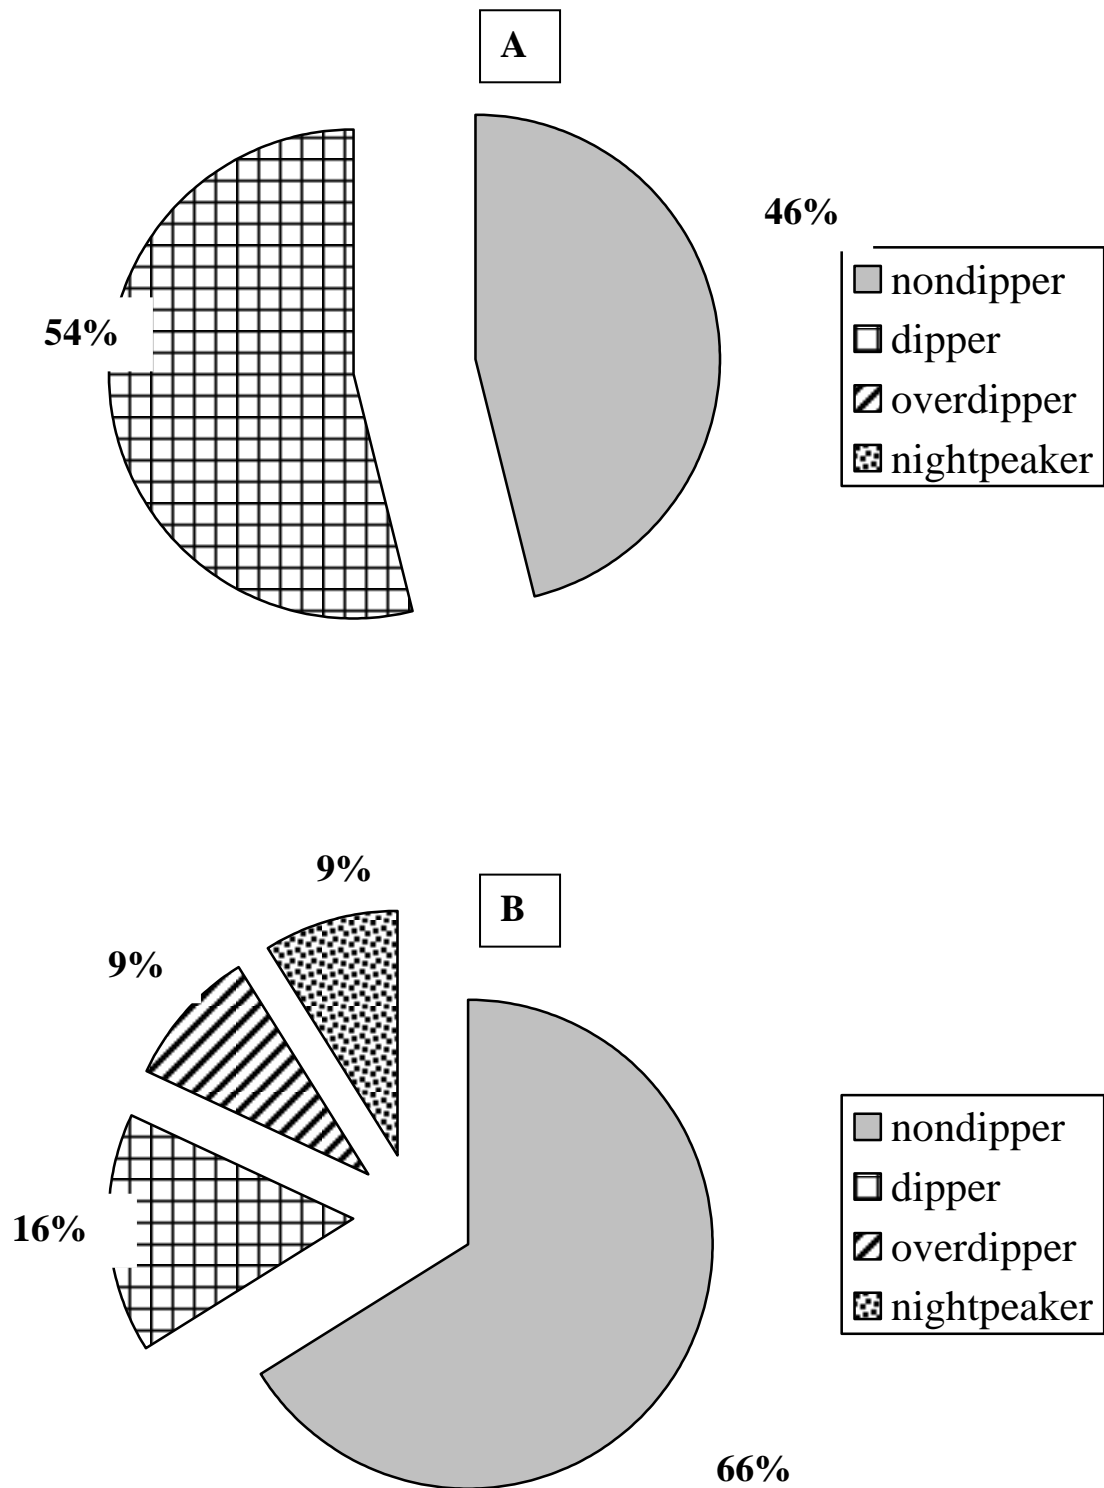 A
46%
54%
nondipper
dipper
overdipper
nightpeaker
9%
B
9%
16%
nondipper
dipper
overdipper
nightpeaker
66%